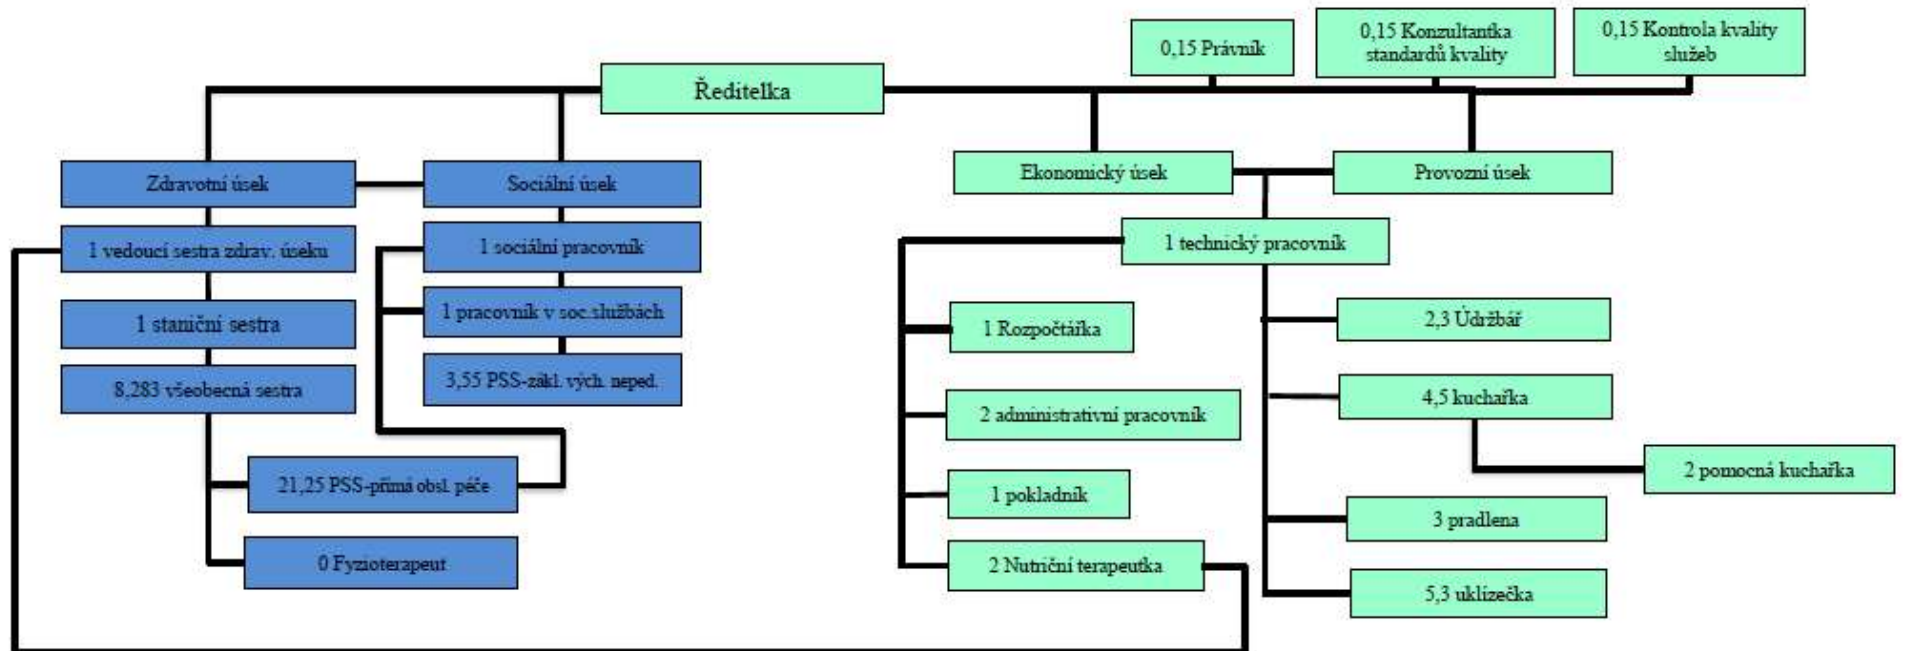 0,15 Právník
0,15 Konzultantka
standardů kvality
0,15 Kontrola kvality
služeb
Ředitelka
Zdravotní úsek
Sociální úsek
Ekonomický úsek
Provozní úsek
1 vedoucí sestra zdrav. úseku
1 sociální pracovník
1 technický pracovník
1 staniční sestra
1 pracovník v soc.službách
1 Rozpočtářka
2,3 Údržbář
8,283 všeobecná sestra
3,55 PSS-zákl. vých. neped.
2 administrativní pracovník
4,5 kuchařka
21,25 PSS-přímá obsl. péče
1 pokladník
2 pomocná kuchařka
3 pradlena
0 Fyzioterapeut
2 Nutriční terapeutka
5,3 uklízečka